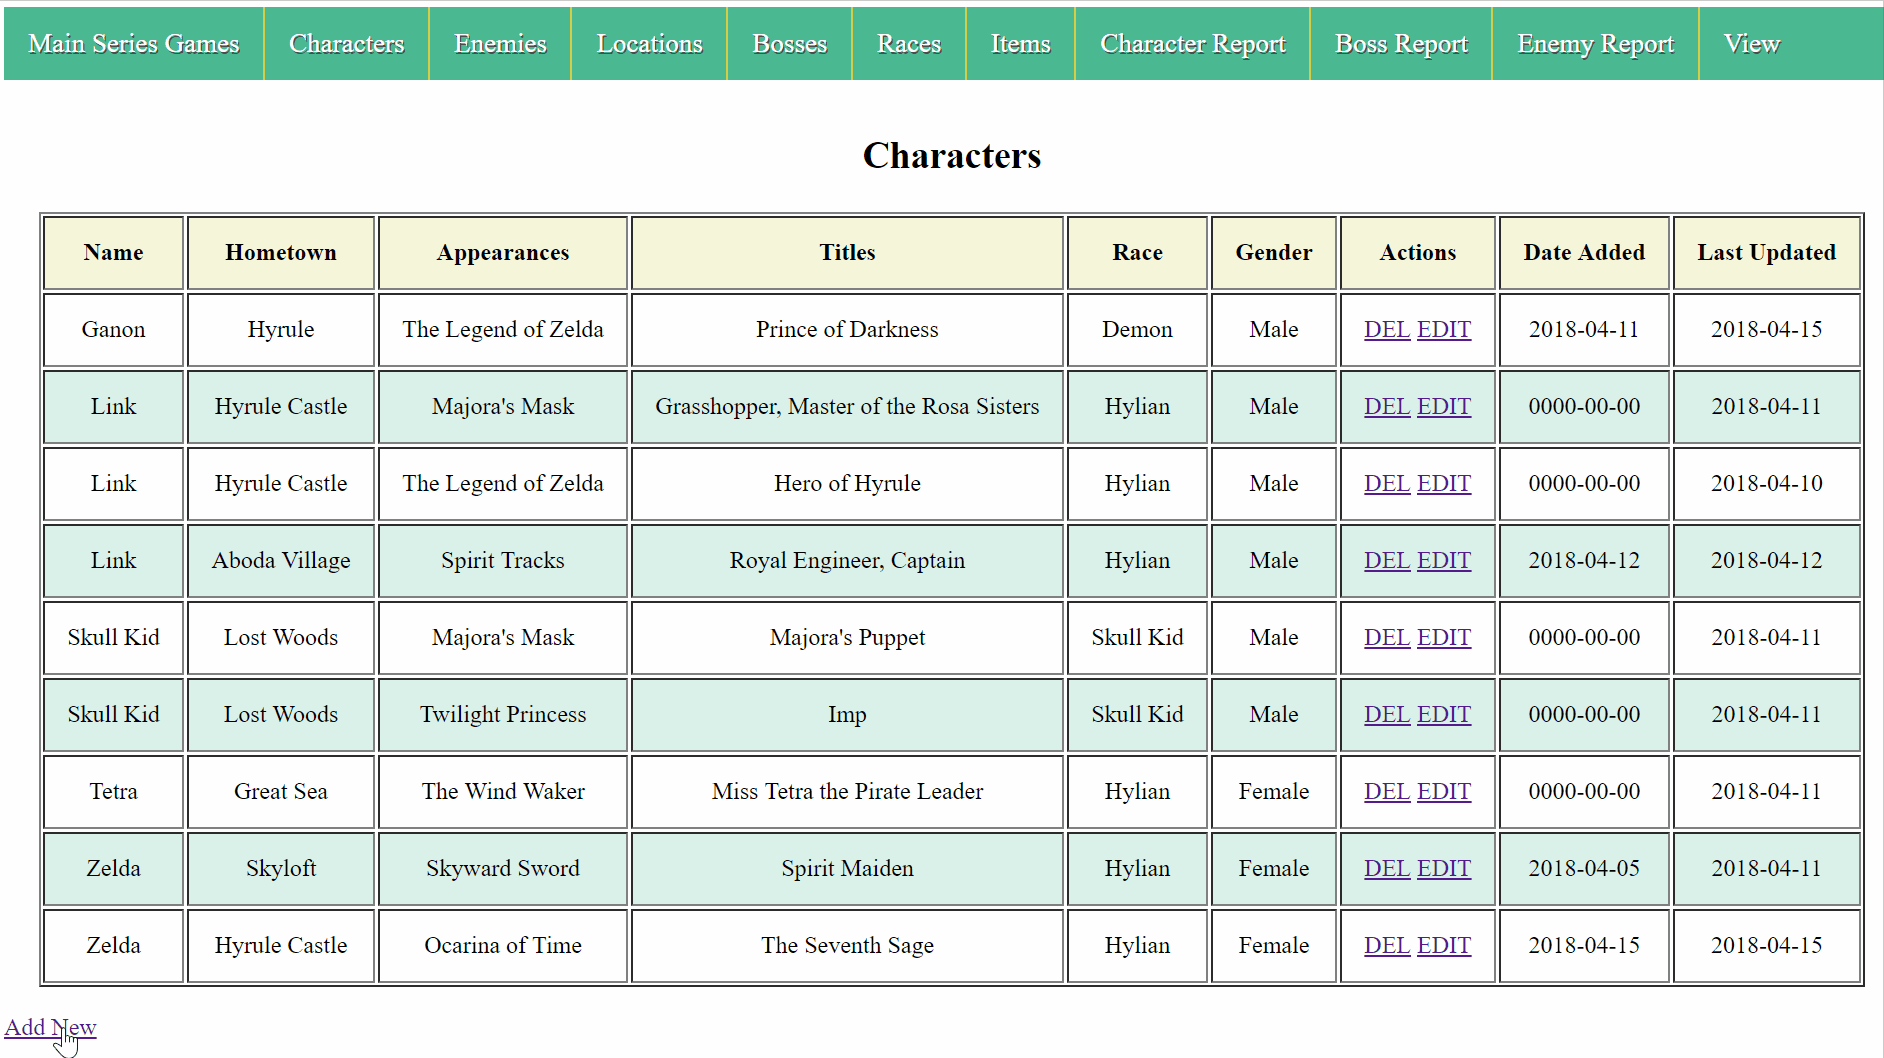 Main Series Games Characters Enemies Locations Bosses Races Items Character Report Boss Report Enemy Report View
Characters
Name Hometown Appearances Titles Race Gender Actions Date Added Last Updated
Ganon Hyrule The Legend of Zelda Prince of Darkness Demon Male DEL EDIT 2018-04-11 2018-04-15
Link Hyrule Castle Majora's Mask Grasshopper, Master of the Rosa Sisters Hylian Male DEL EDIT 0000-00-00 2018-04-11
Link Hyrule Castle The Legend of Zelda Hero of Hyrule Hylian Male DEL EDIT 0000-00-00 2018-04-10
Link Aboda Village Spirit Tracks Royal Engineer, Captain Hylian Male DEL EDIT 2018-04-12 2018-04-12
Skull Kid Lost Woods Majora's Mask Majora's Puppet Skull Kid Male DEL EDIT 0000-00-00 2018-04-11
Skull Kid Lost Woods Twilight Princess Imp Skull Kid Male DEL EDIT 0000-00-00 2018-04-11
Tetra Great Sea The Wind Waker Miss Tetra the Pirate Leader Hylian Female DEL EDIT 0000-00-00 2018-04-11
Zelda Skyloft Skyward Sword Spirit Maiden Hylian Female DEL EDIT 2018-04-05 2018-04-11
Zelda Hyrule Castle Ocarina of Time The Seventh Sage Hylian Female DEL EDIT 2018-04-15 2018-04-15
Add New